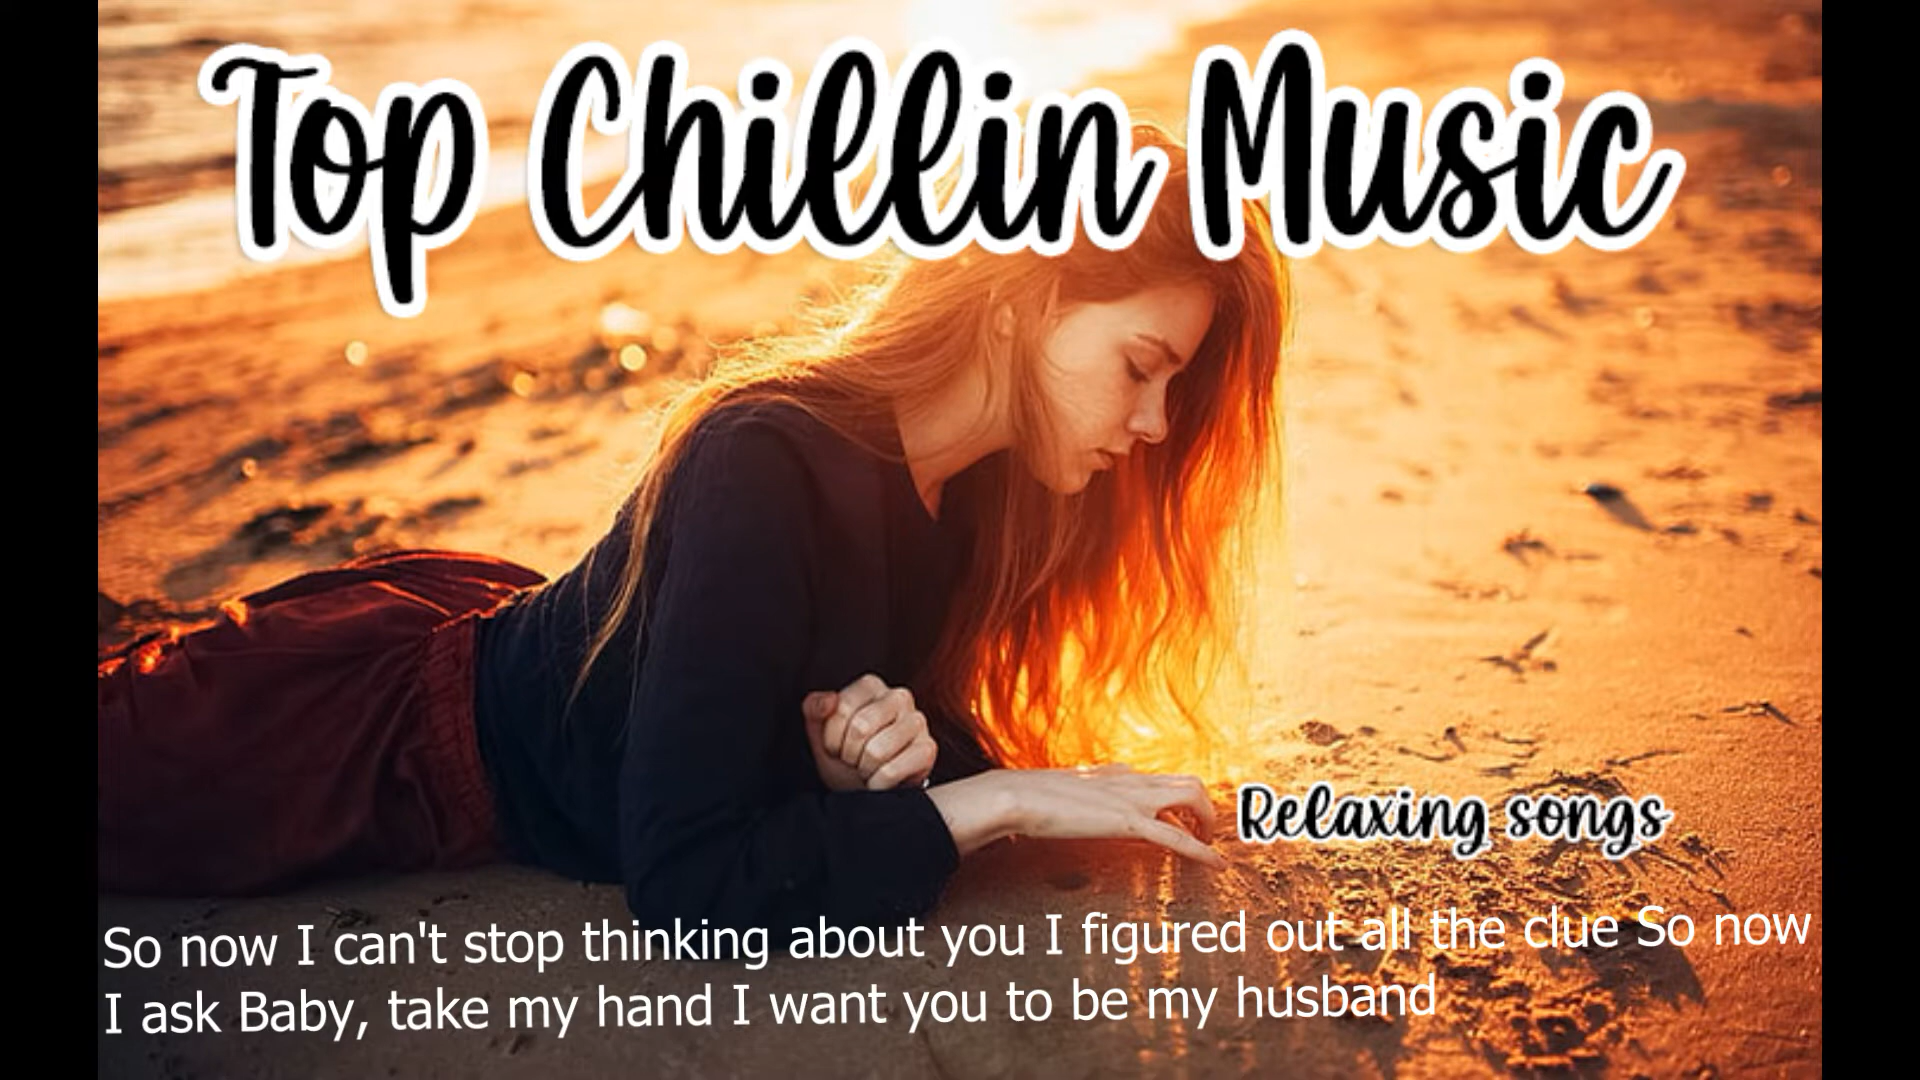 Top Chillin Music
Relaxing songs
So now I can't stop thinking about you I figured out all the clue So now
I ask Baby, take my hand I want you to be my husband